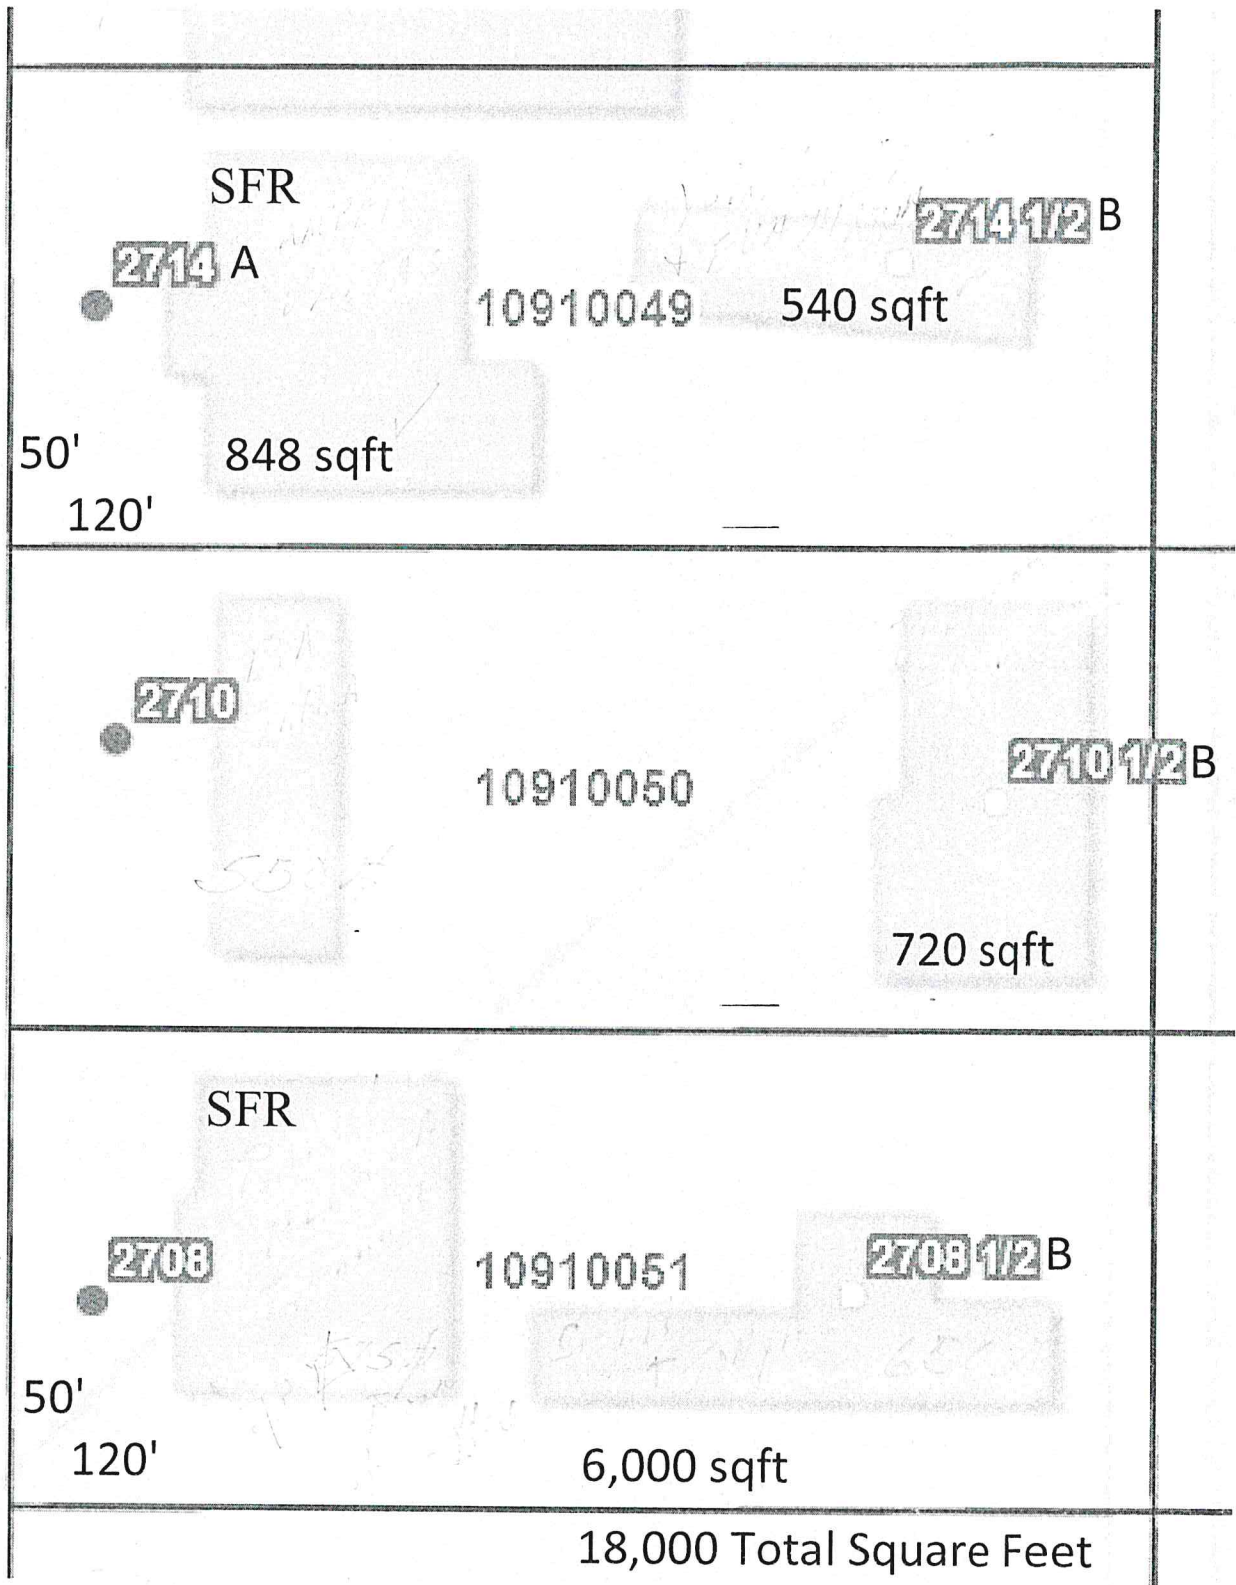 SFR
2714 1/2 B
2714 A
10910049
540 sqft
50'
848 sqft
120'
2710
10910050
2710 1/2 B
720 sqft
SFR
2708
10910051
2708 1/2 B
50'
120'
6,000 sqft
18,000 Total Square Feet